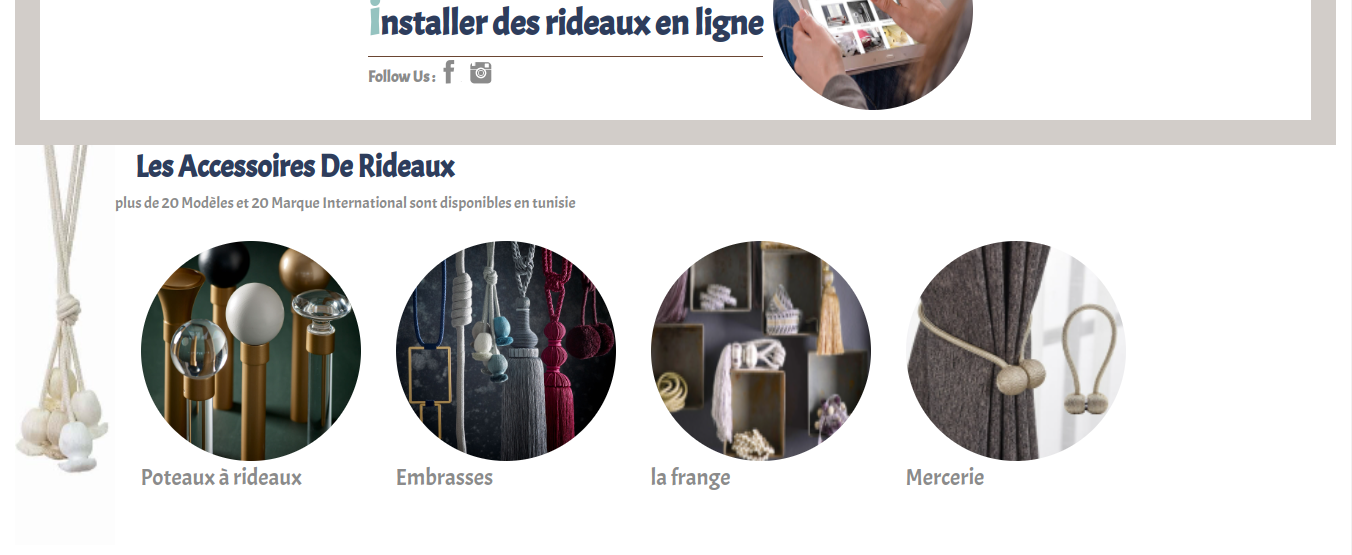 installer des rideaux en ligne
Follow Us :
Les Accessoires De Rideaux
plus de 20 Modèles et 20 Marque International sont disponibles en tunisie
Poteaux à rideaux
Embrasses
la frange
Mercerie